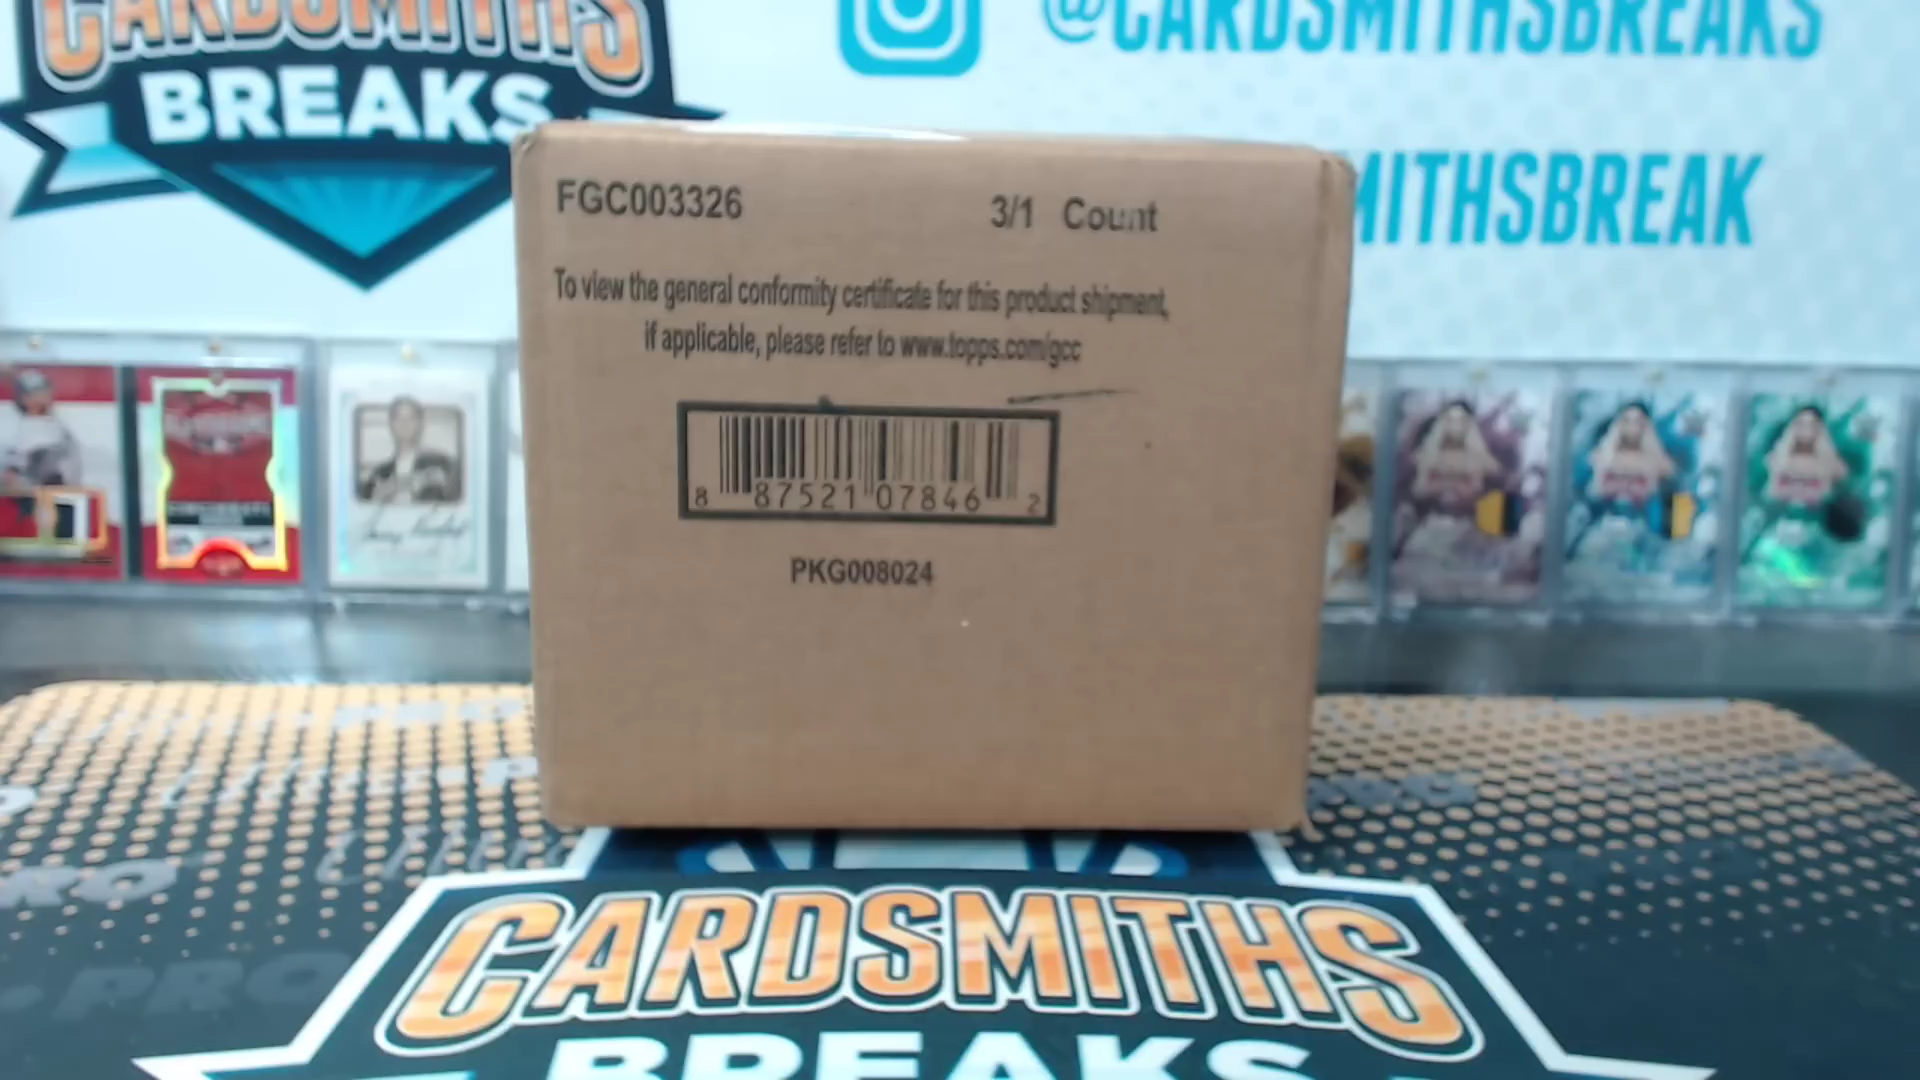 CARDSMITHS
BREAKS
@CARDSMITHSBREAKS
MITHSBREAK
FGC003326 3/1 Count
To view the general conformity certificate for this product shipment,
if applicable, please refer to www.topps.com/gcc
8 87521 07846 2
PKG008024
CARDSMITHS
BREAKS